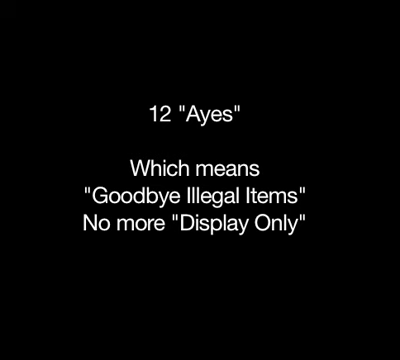 12 "Ayes"
Which means
"Goodbye Illegal Items"
No more "Display Only"